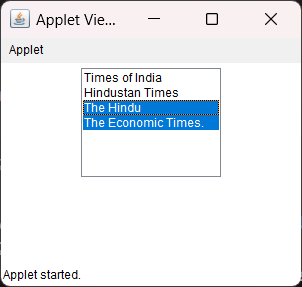 Applet Vie...
Applet
Times of India
Hindustan Times
The Hindu
The Economic Times.
Applet started.